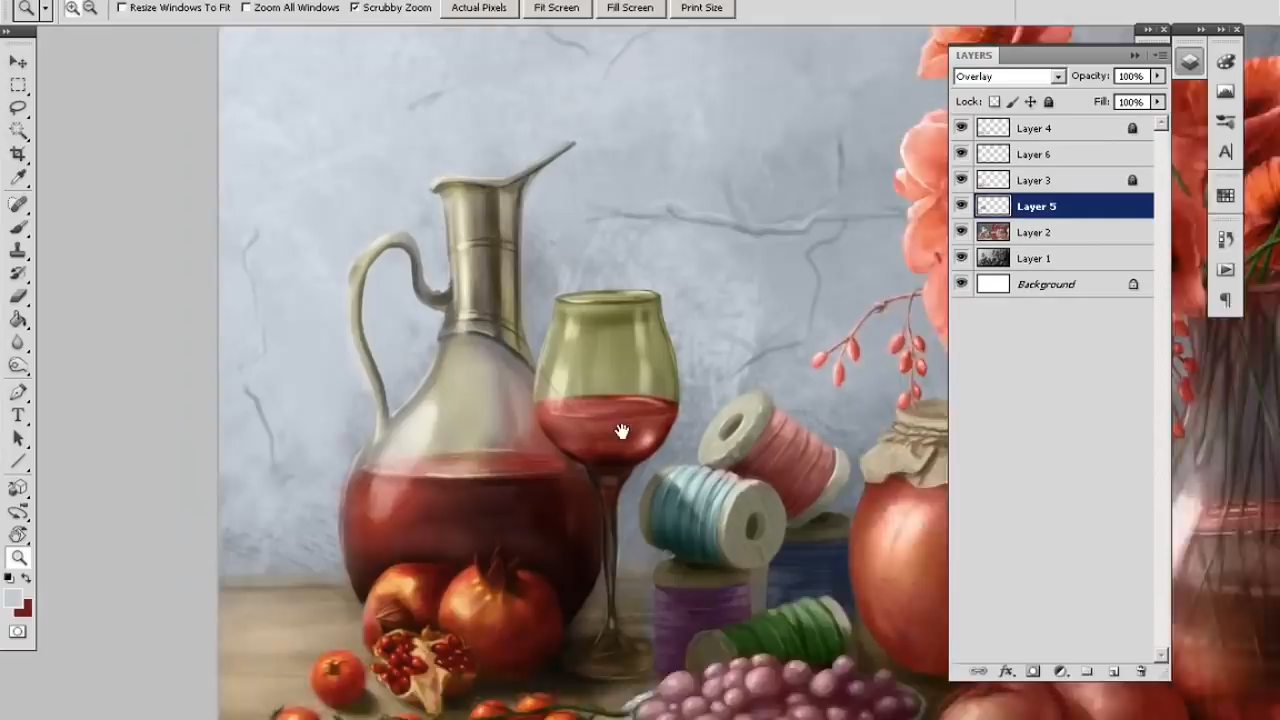 Resize Windows To Fit Zoom All Windows Scrubby Zoom Actual Pixels Fit Screen Fill Screen Print Size
LAYERS
Overlay Opacity: 100%
Lock: Fill: 100%
Layer 4
Layer 6
Layer 3
Layer 5
Layer 2
Layer 1
Background